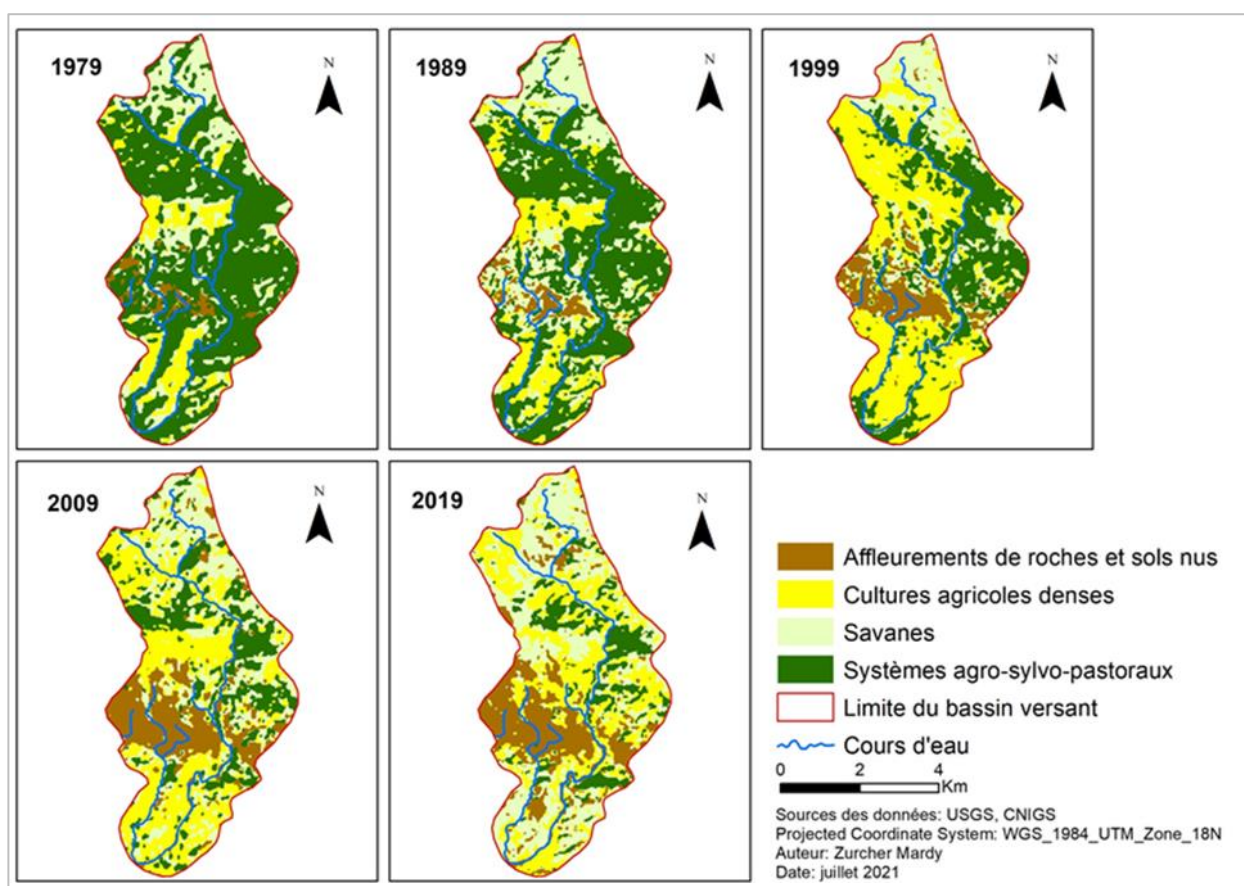 1979
N
1989
N
1999
N
2009
N
2019
N
Affleurements de roches et sols nus
Cultures agricoles denses
Savanes
Systèmes agro-sylvo-pastoraux
Limite du bassin versant
Cours d'eau
0 2 4
Km
Sources des données: USGS, CNIGS
Projected Coordinate System: WGS_1984_UTM_Zone_18N
Auteur: Zurcher Mardy
Date: juillet 2021